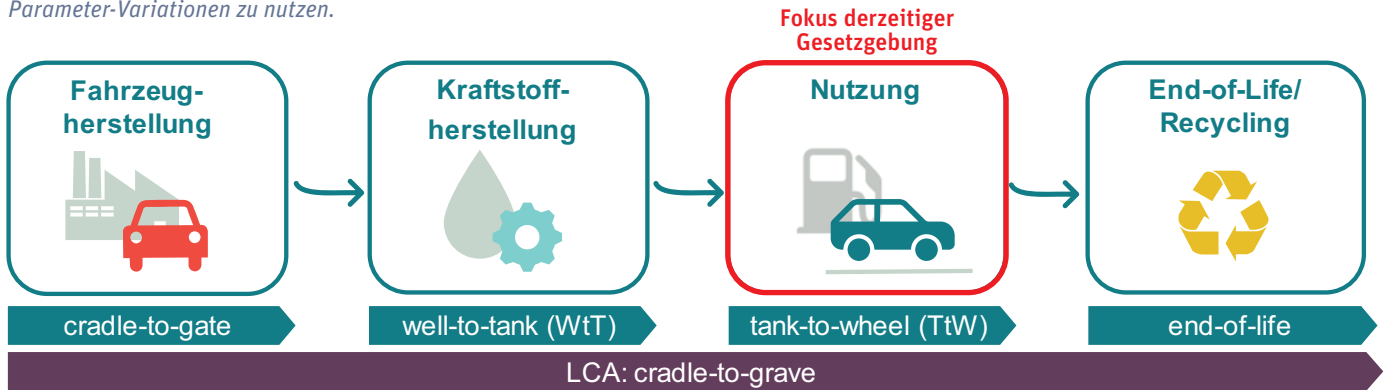 Parameter-Variationen zu nutzen.
Fokus derzeitiger
Gesetzgebung
Fahrzeug-
herstellung
Kraftstoff-
herstellung
Nutzung
End-of-Life/
Recycling
cradle-to-gate
well-to-tank (WtT)
tank-to-wheel (TtW)
end-of-life
LCA: cradle-to-grave